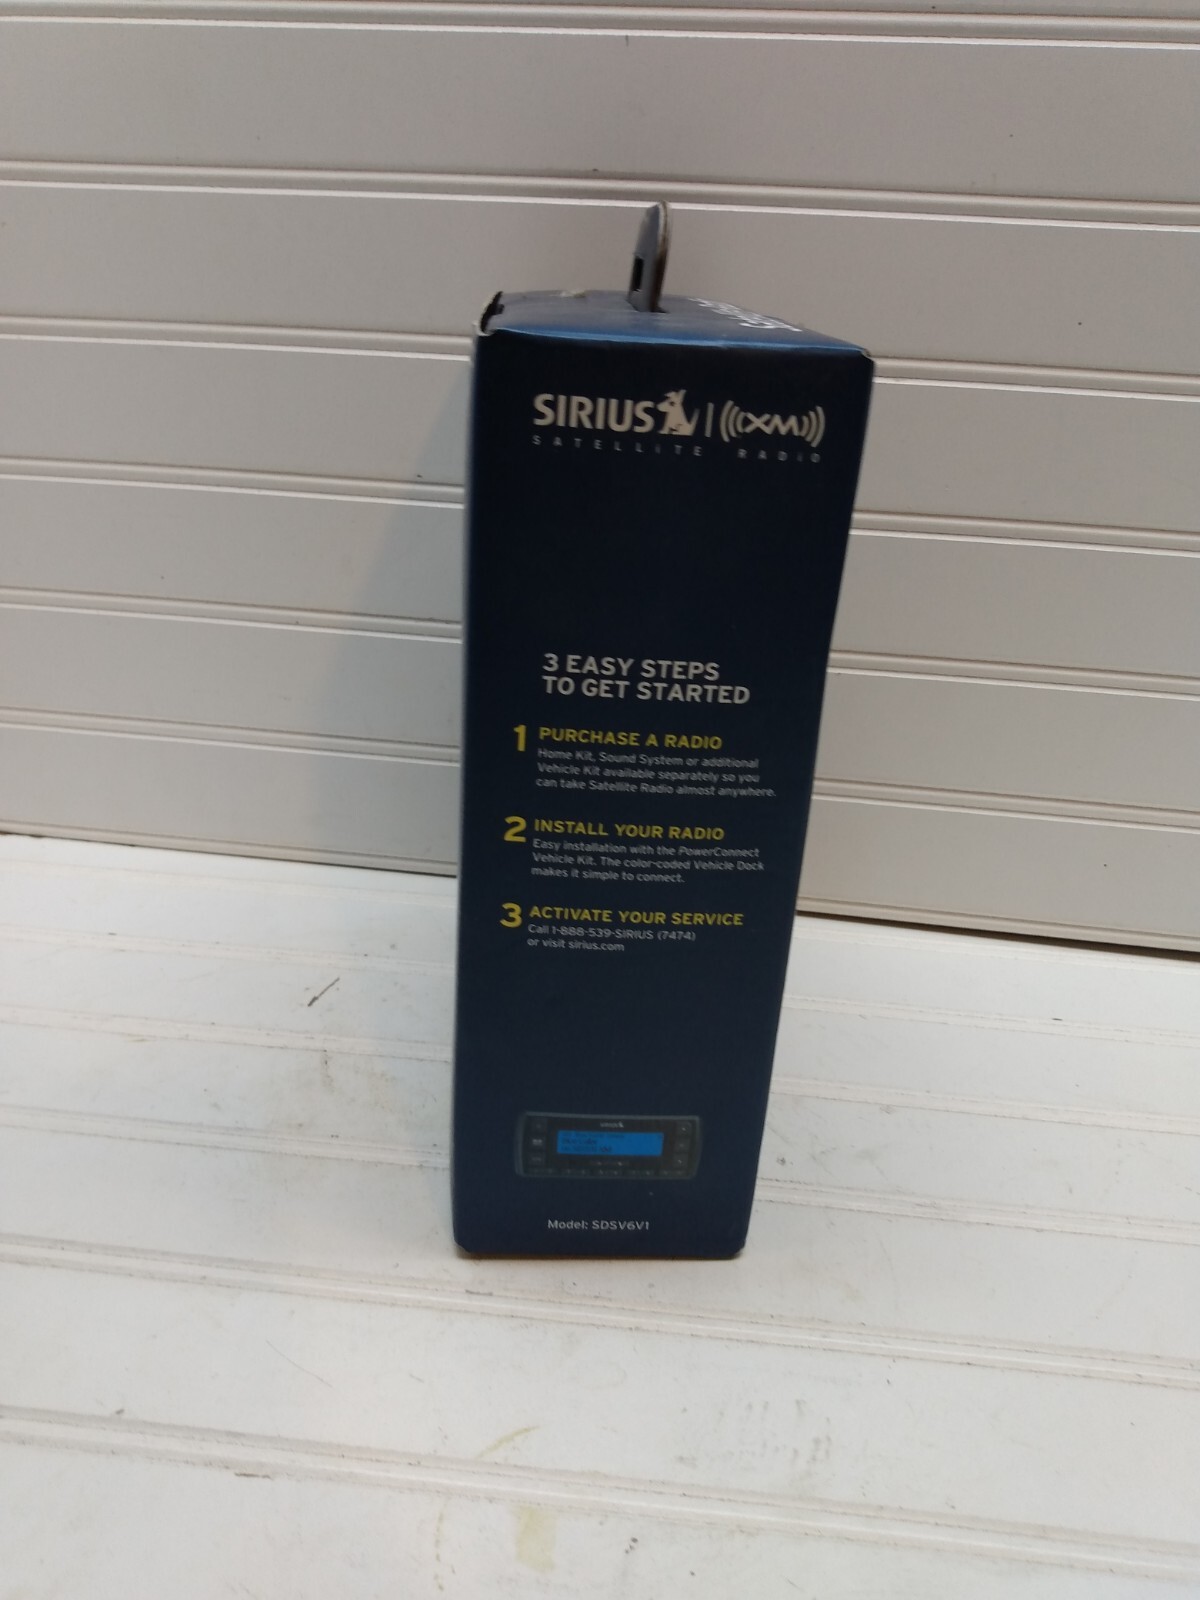 SIRIUS | ((XM))
SATELLITE RADIO
3 EASY STEPS
TO GET STARTED
1 PURCHASE A RADIO
Home Kit, Sound System or additional
Vehicle Kit available separately so you
can take Satellite Radio almost anywhere.
2 INSTALL YOUR RADIO
Easy installation with the PowerConnect
Vehicle Kit. The color-coded Vehicle Dock
makes it simple to connect.
3 ACTIVATE YOUR SERVICE
Call 1-888-539-SIRIUS (7474)
or visit sirius.com
Model: SDSV6V1